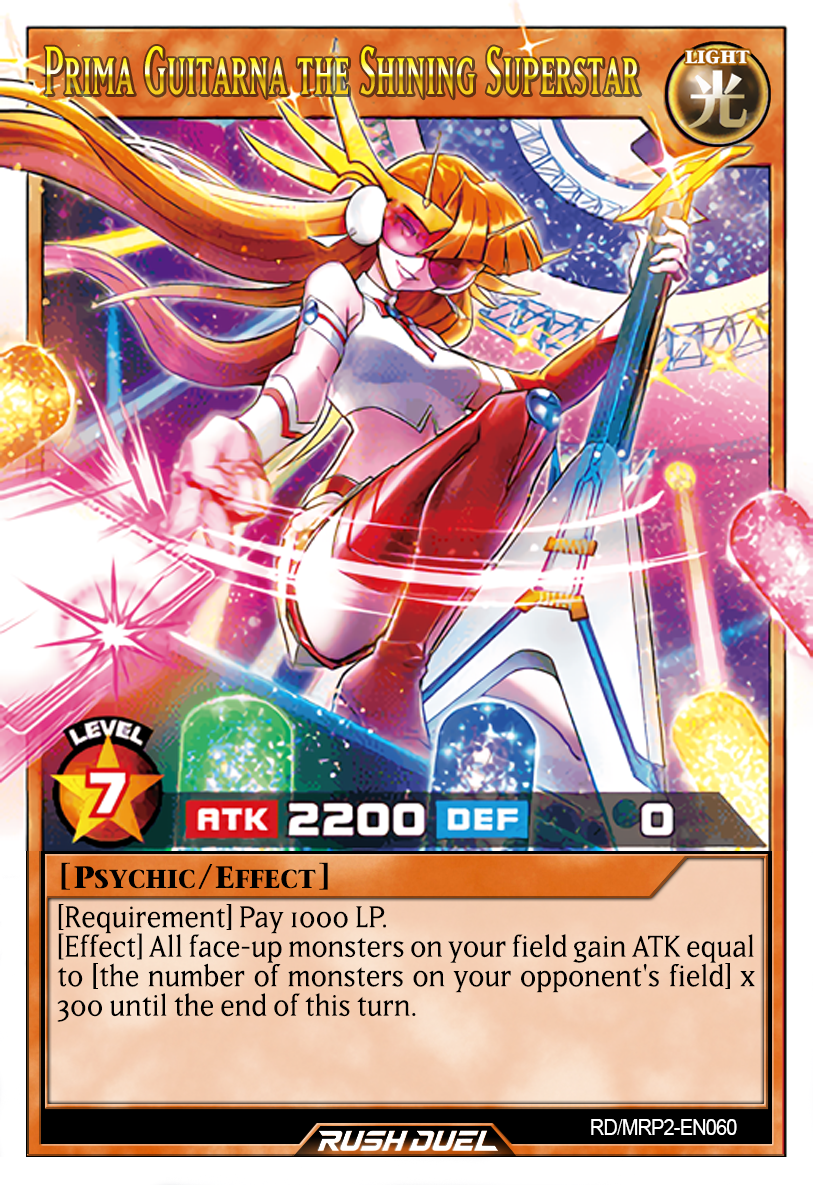 Prima Guitarna the Shining Superstar
LIGHT
光
LEVEL
7
ATK 2200 DEF 0
[Psychic/Effect]
[Requirement] Pay 1000 LP.
[Effect] All face-up monsters on your field gain ATK equal
to [the number of monsters on your opponent's field] x
300 until the end of this turn.
RD/MRP2-EN060
RUSH DUEL